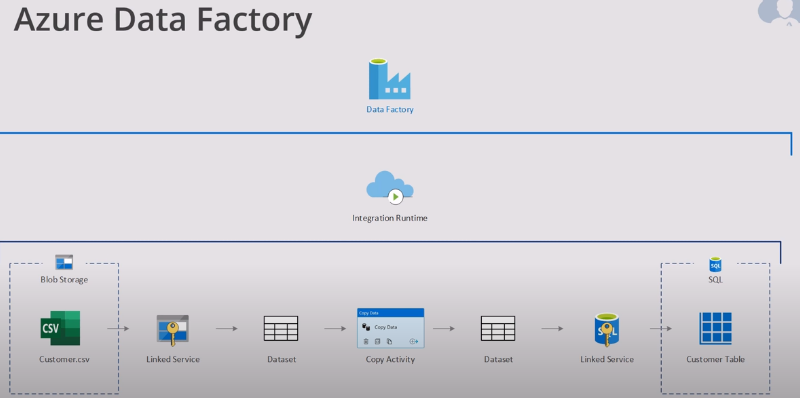 Azure Data Factory
Data Factory
Integration Runtime
Blob Storage
SQL
SQL
CSV
Copy Data
Copy Data
SQL
Customer.csv
Linked Service
Dataset
Copy Activity
Dataset
Linked Service
Customer Table